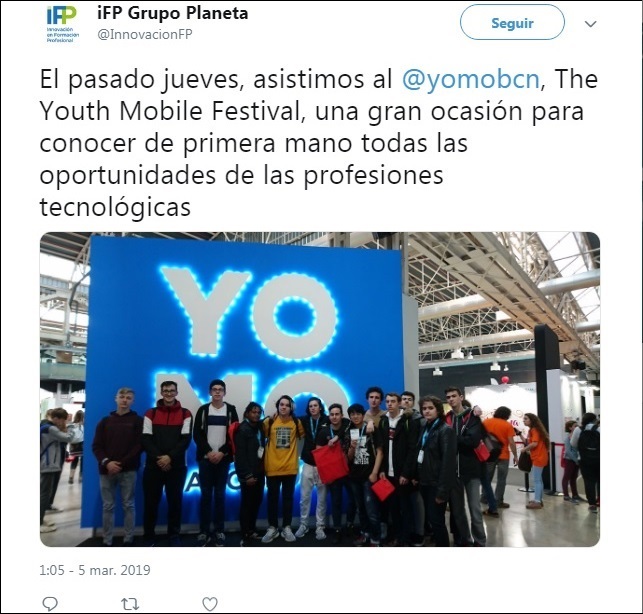 iFP
Innovación
en Formación
Profesional
iFP Grupo Planeta
@InnovacionFP
Seguir
El pasado jueves, asistimos al @yomobcn, The
Youth Mobile Festival, una gran ocasión para
conocer de primera mano todas las
oportunidades de las profesiones
tecnológicas
YO
MO
1:05 - 5 mar. 2019